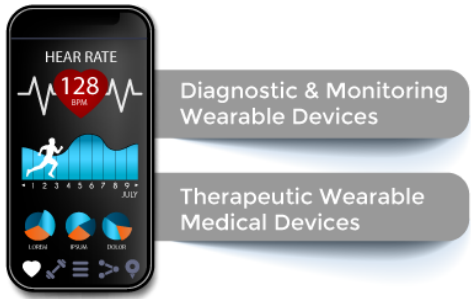 HEAR RATE
128
BPM
1 2 3 4 5 6 7 8 9
JULY
LOREM IPSUM DOLOR
Diagnostic & Monitoring
Wearable Devices
Therapeutic Wearable
Medical Devices